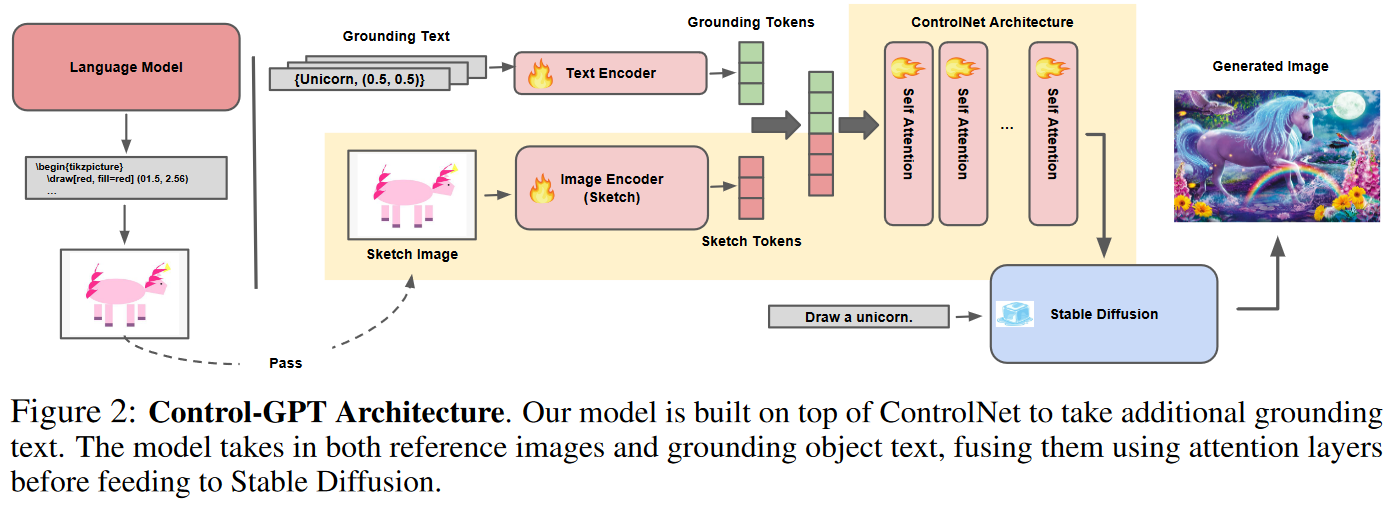 Language Model
\begin{tikzpicture}
\draw[red, fill=red] (01.5, 2.56)
...
Pass
Grounding Text
{Unicorn, (0.5, 0.5)}
Text Encoder
Grounding Tokens
Sketch Image
Image Encoder
(Sketch)
Sketch Tokens
ControlNet Architecture
Self Attention
Self Attention
...
Self Attention
Draw a unicorn.
Stable Diffusion
Generated Image
Figure 2: Control-GPT Architecture. Our model is built on top of ControlNet to take additional grounding
text. The model takes in both reference images and grounding object text, fusing them using attention layers
before feeding to Stable Diffusion.